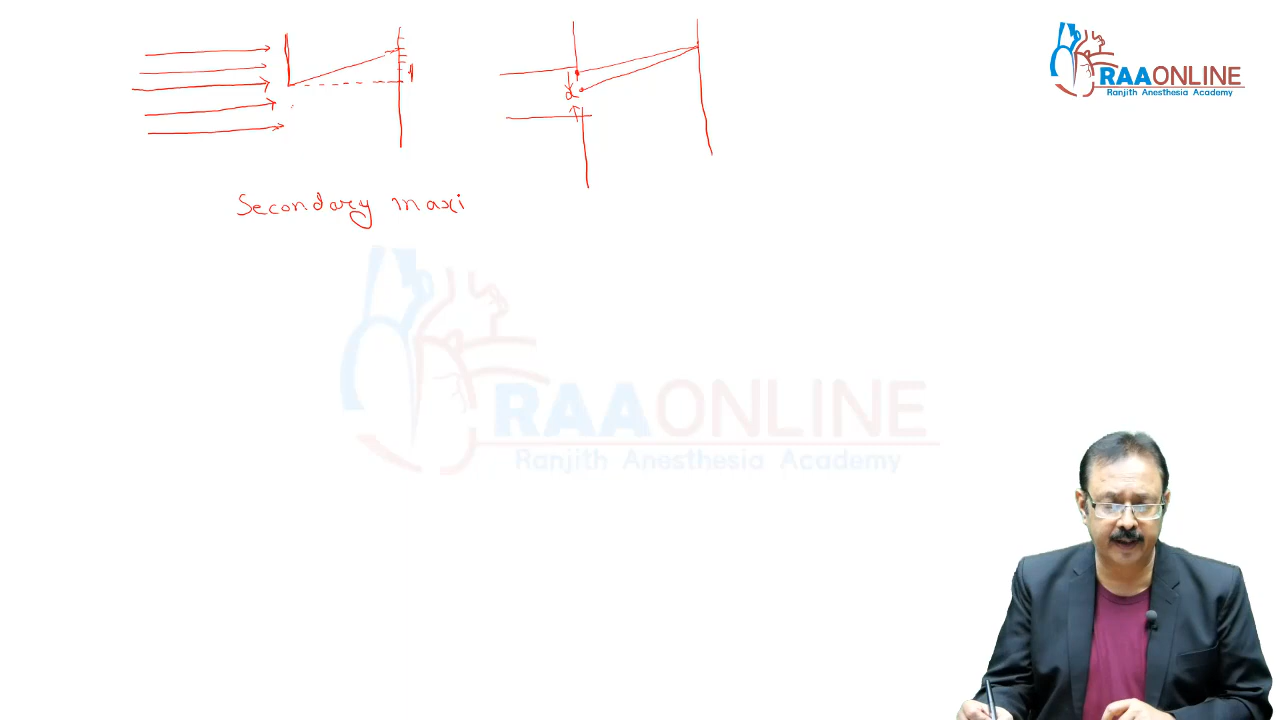 RAAONLINE
Ranjith Anesthesia Academy
d
Secondary maxi
RAAONLINE
Ranjith Anesthesia Academy